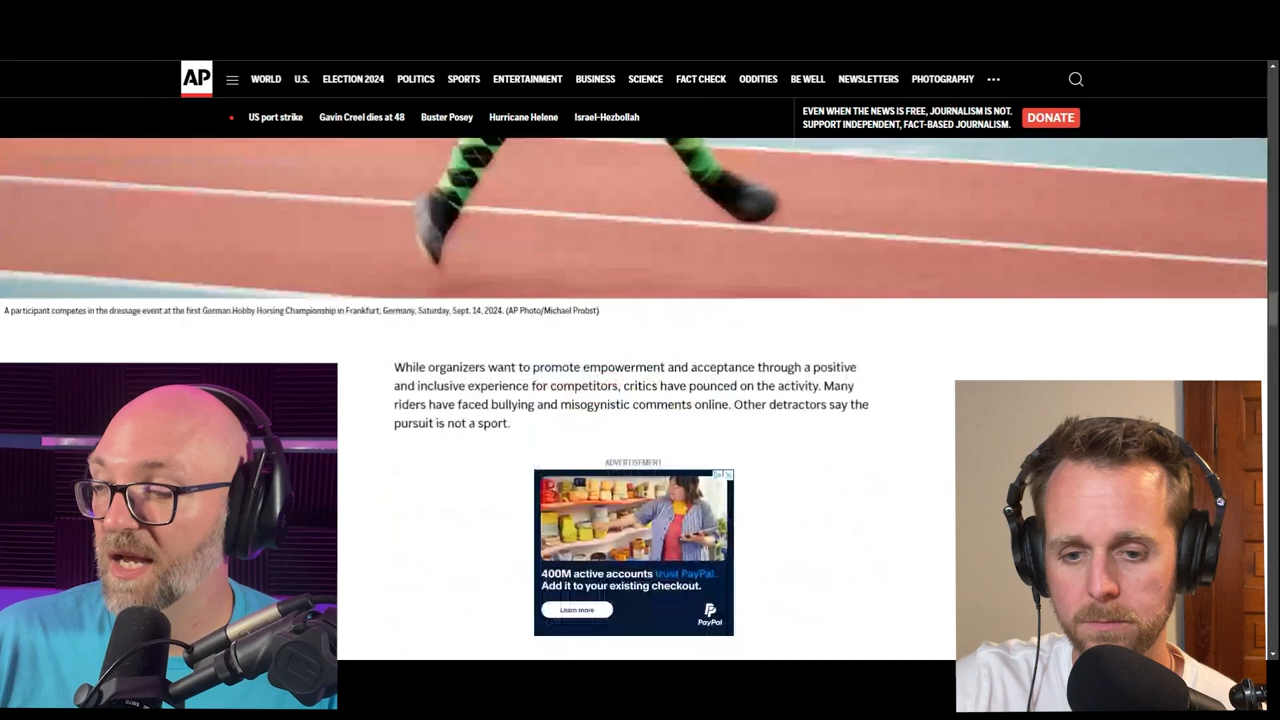 AP
WORLD U.S. ELECTION 2024 POLITICS SPORTS ENTERTAINMENT BUSINESS SCIENCE FACT CHECK ODDITIES BE WELL NEWSLETTERS PHOTOGRAPHY
US port strike Gavin Creel dies at 48 Buster Posey Hurricane Helene Israel-Hezbollah
EVEN WHEN THE NEWS IS FREE, JOURNALISM IS NOT.
SUPPORT INDEPENDENT, FACT-BASED JOURNALISM.
DONATE
A participant competes in the dressage event at the first German Hobby Horsing Championship in Frankfurt, Germany, Saturday, Sept. 14, 2024. (AP Photo/Michael Probst)
While organizers want to promote empowerment and acceptance through a positive
and inclusive experience for competitors, critics have pounced on the activity. Many
riders have faced bullying and misogynistic comments online. Other detractors say the
pursuit is not a sport.
ADVERTISEMENT
400M active accounts trust PayPal.
Add it to your existing checkout.
Learn more
PayPal